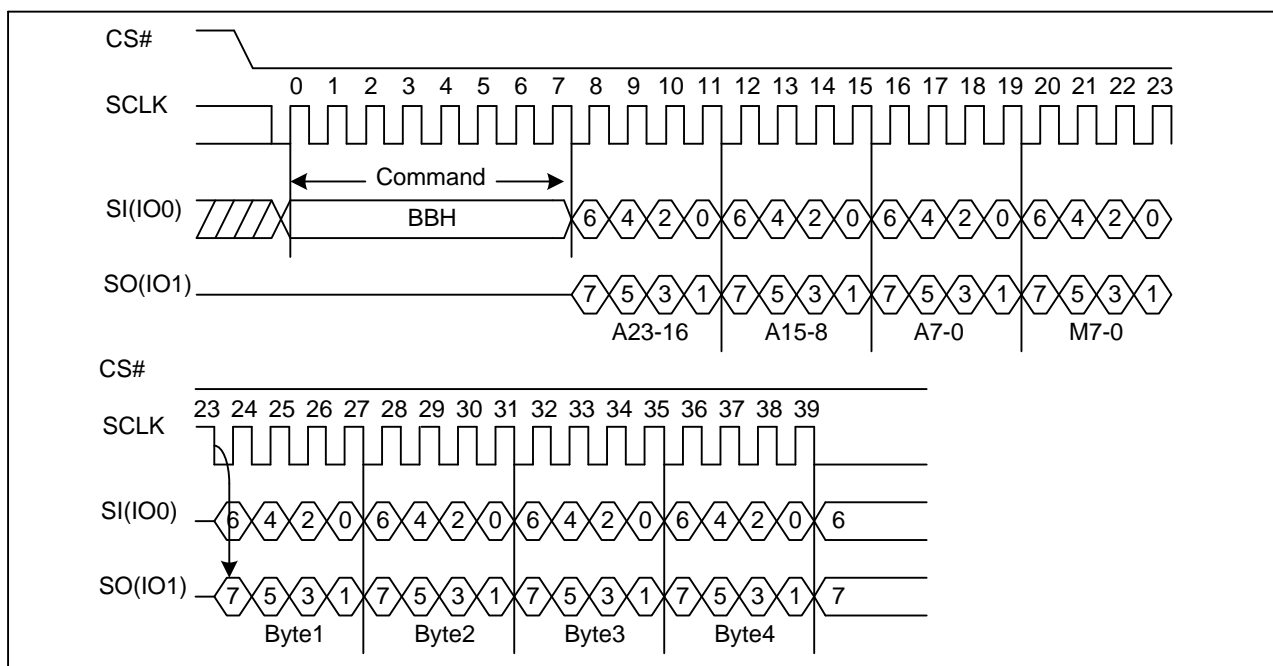 CS#
0 1 2 3 4 5 6 7 8 9 10 11 12 13 14 15 16 17 18 19 20 21 22 23
SCLK
Command
SI(IO0) BBH 6 4 2 0 6 4 2 0 6 4 2 0 6 4 2 0
SO(IO1) 7 5 3 1 7 5 3 1 7 5 3 1 7 5 3 1
A23-16 A15-8 A7-0 M7-0
CS#
23 24 25 26 27 28 29 30 31 32 33 34 35 36 37 38 39
SCLK
SI(IO0) 6 4 2 0 6 4 2 0 6 4 2 0 6 4 2 0 6
SO(IO1) 7 5 3 1 7 5 3 1 7 5 3 1 7 5 3 1 7
Byte1 Byte2 Byte3 Byte4